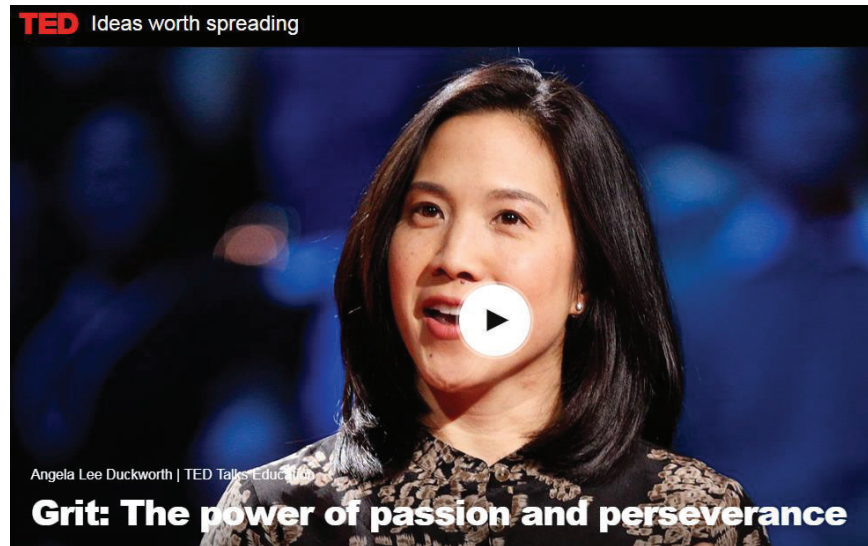 TED Ideas worth spreading
Angela Lee Duckworth | TED Talks Education
Grit: The power of passion and perseverance